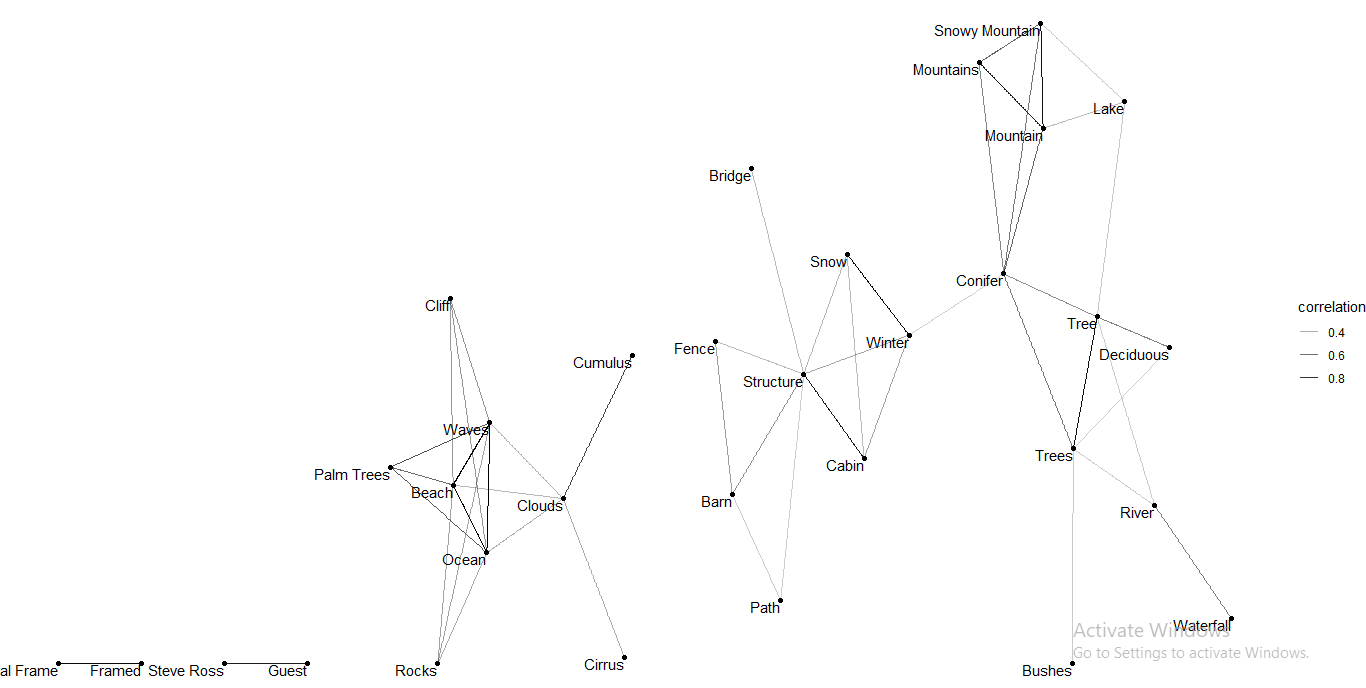 Snowy Mountain
Mountains
Lake
Mountain
Bridge
Snow
Conifer
Cliff
correlation
Tree
0.4
Winter
Fence
Deciduous
0.6
Cumulus
Structure
0.8
Waves
Trees
Cabin
Palm Trees
Beach
Barn
Clouds
River
Ocean
Path
Waterfall
Activate Windows
Go to Settings to activate Windows.
al Frame
Framed
Steve Ross
Guest
Rocks
Cirrus
Bushes